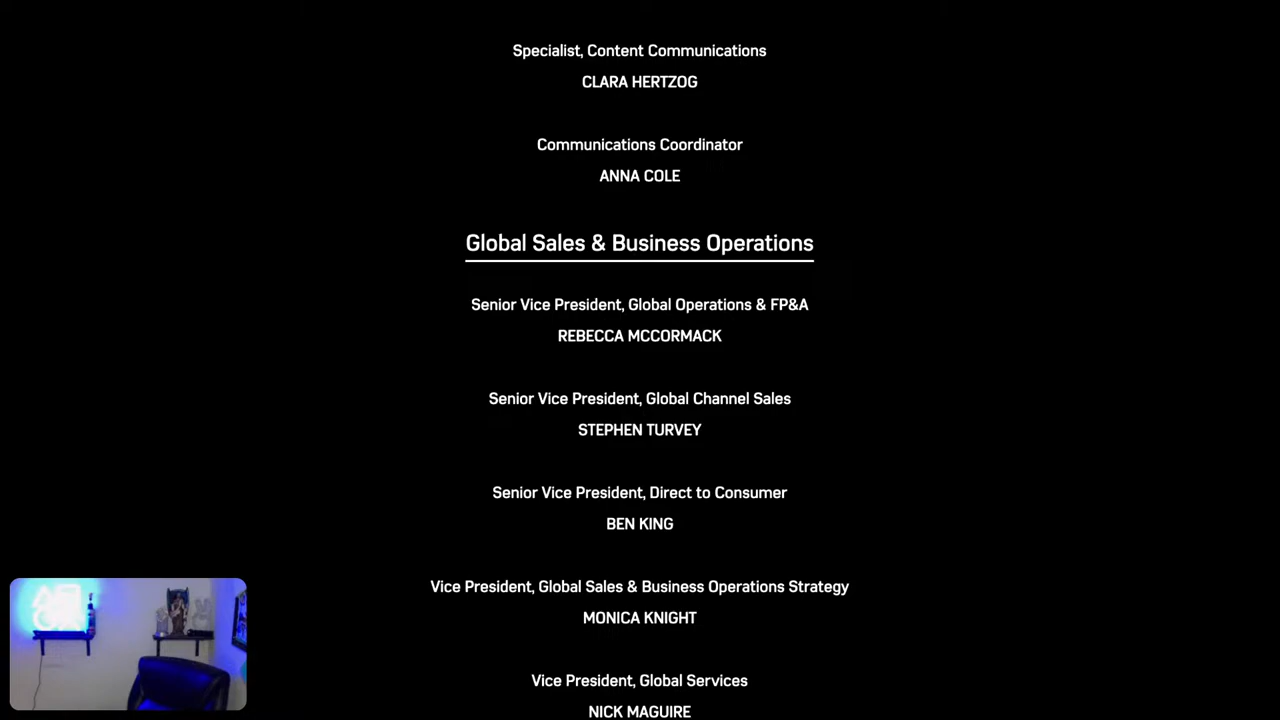 Specialist, Content Communications
CLARA HERTZOG
Communications Coordinator
ANNA COLE
Global Sales & Business Operations
Senior Vice President, Global Operations & FP&A
REBECCA MCCORMACK
Senior Vice President, Global Channel Sales
STEPHEN TURVEY
Senior Vice President, Direct to Consumer
BEN KING
Vice President, Global Sales & Business Operations Strategy
MONICA KNIGHT
Vice President, Global Services
NICK MAGUIRE